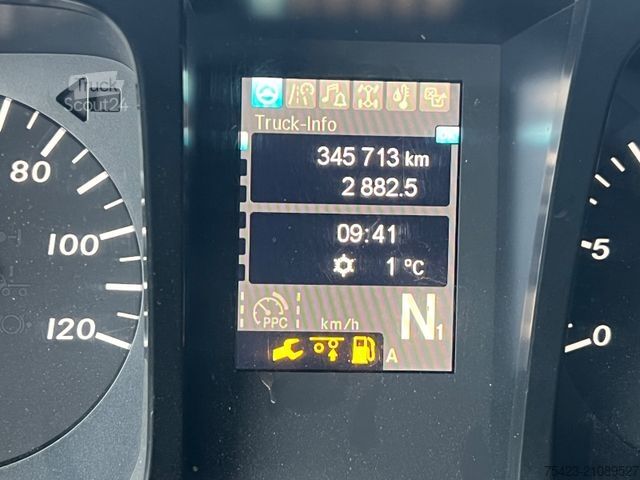 Truck
Scout24
Truck-Info
345 713 km
2 882.5
09:41
1 °C
PPC
km/h
N1
A
80
100
120
5
0
75423-21089527